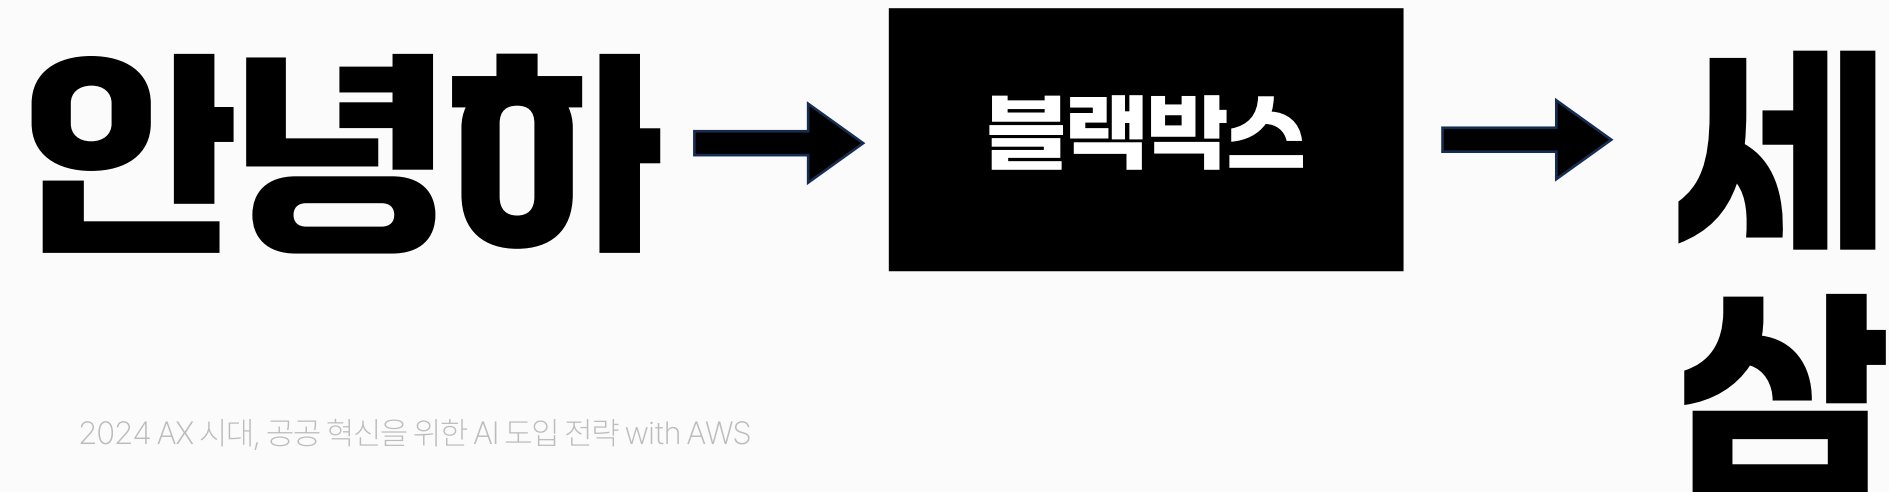 안녕하
블랙박스
세
삼
2024 AX 시대, 공공 혁신을 위한 AI 도입 전략 with AWS